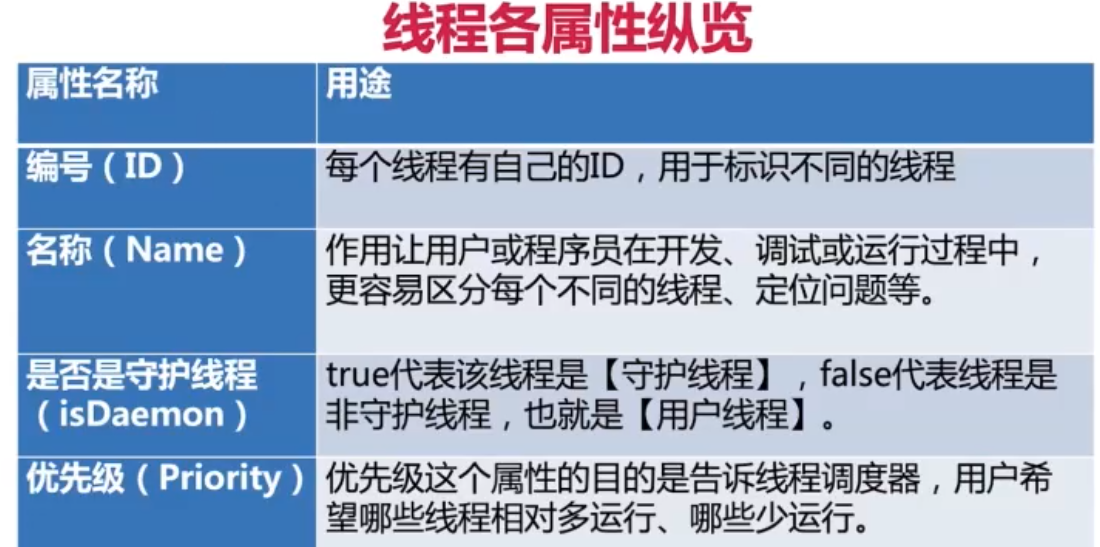 线程各属性纵览
属性名称
用途
编号（ID）
每个线程有自己的ID，用于标识不同的线程
名称（Name）
作用让用户或程序员在开发、调试或运行过程中，
更容易区分每个不同的线程、定位问题等。
是否是守护线程
（isDaemon）
true代表该线程是【守护线程】，false代表线程是
非守护线程，也就是【用户线程】。
优先级（Priority）
优先级这个属性的目的是告诉线程调度器，用户希
望哪些线程相对多运行、哪些少运行。